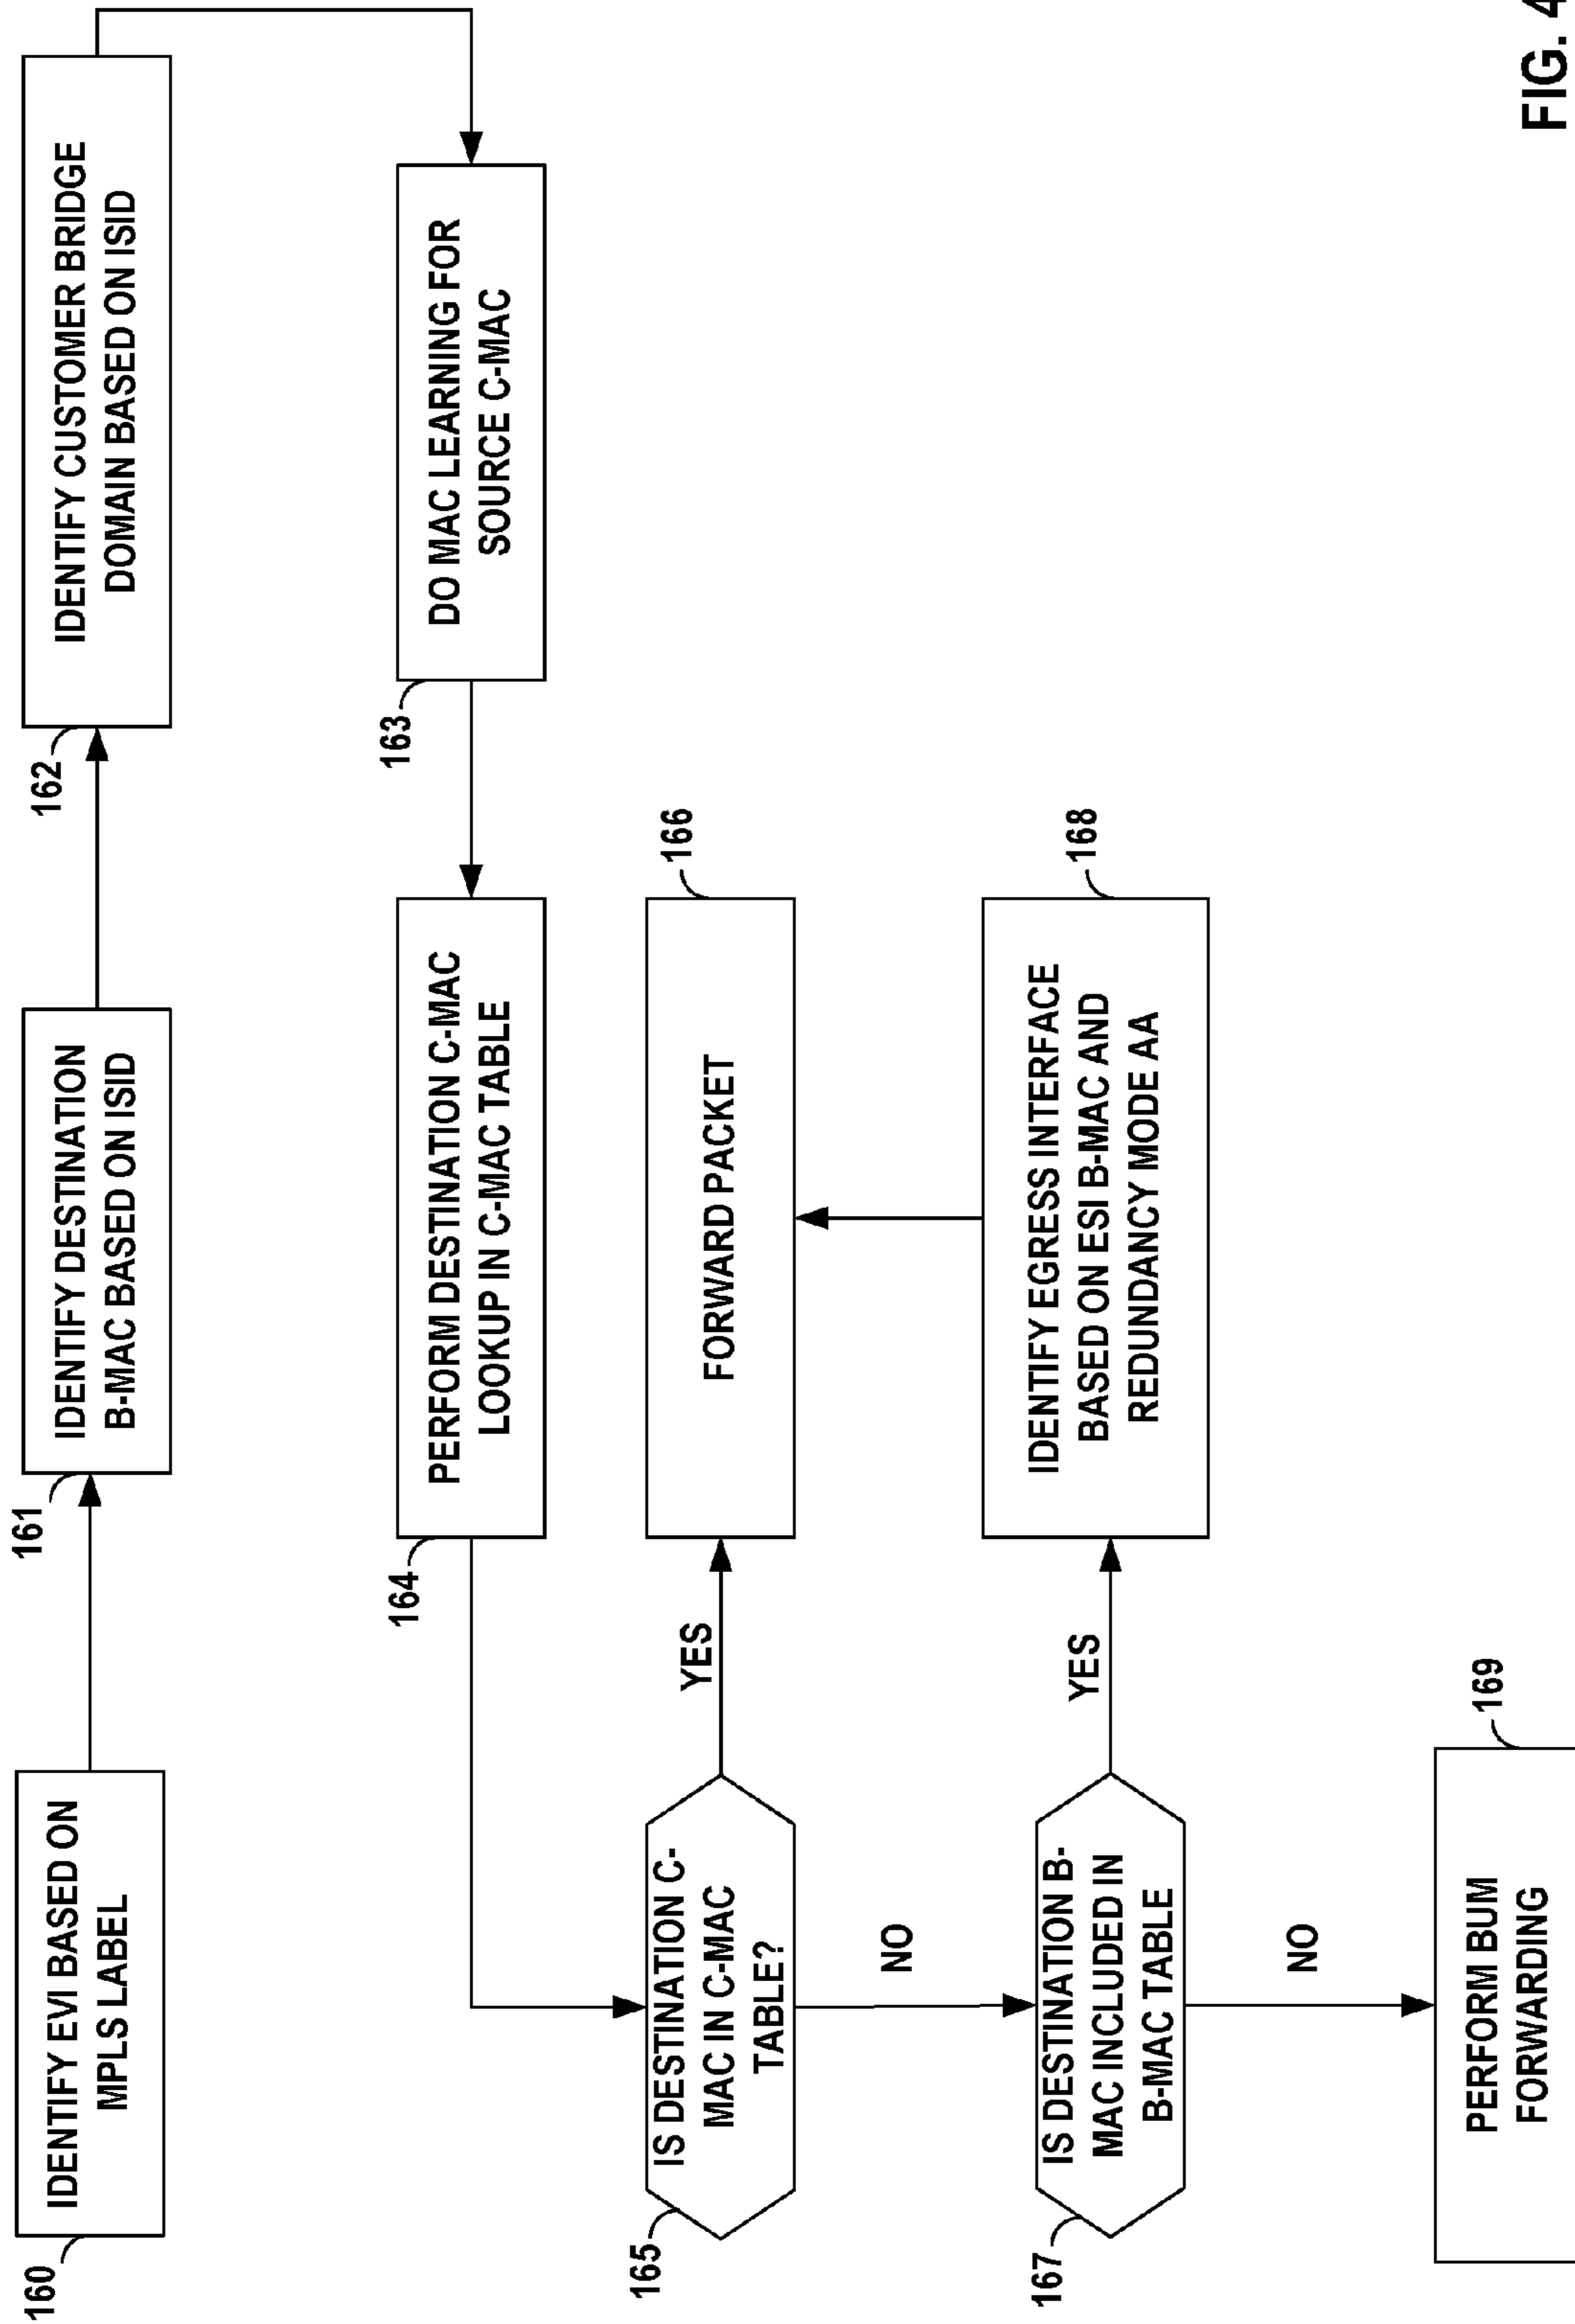 160
IDENTIFY EVI BASED ON
MPLS LABEL
161
IDENTIFY DESTINATION
B-MAC BASED ON ISID
162
IDENTIFY CUSTOMER BRIDGE
DOMAIN BASED ON ISID
163
DO MAC LEARNING FOR
SOURCE C-MAC
164
PERFORM DESTINATION C-MAC
LOOKUP IN C-MAC TABLE
165
IS DESTINATION C-
MAC IN C-MAC
TABLE?
YES
166
FORWARD PACKET
NO
167
IS DESTINATION B-
MAC INCLUDED IN
B-MAC TABLE
YES
168
IDENTIFY EGRESS INTERFACE
BASED ON ESI B-MAC AND
REDUNDANCY MODE AA
NO
169
PERFORM BUM
FORWARDING
FIG. 4